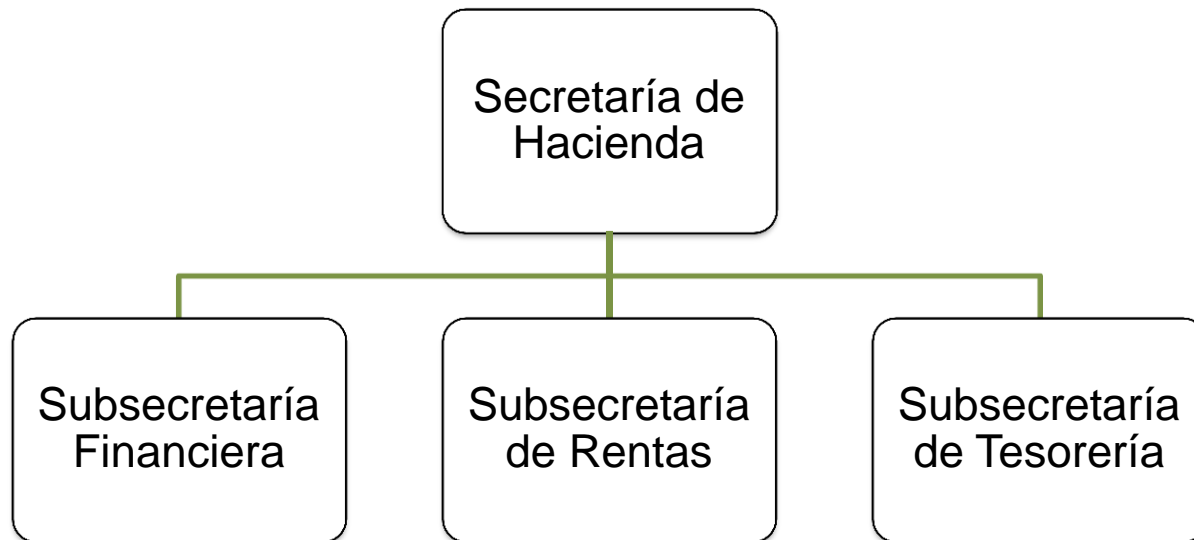 Secretaría de
Hacienda
Subsecretaría
Financiera
Subsecretaría
de Rentas
Subsecretaría
de Tesorería